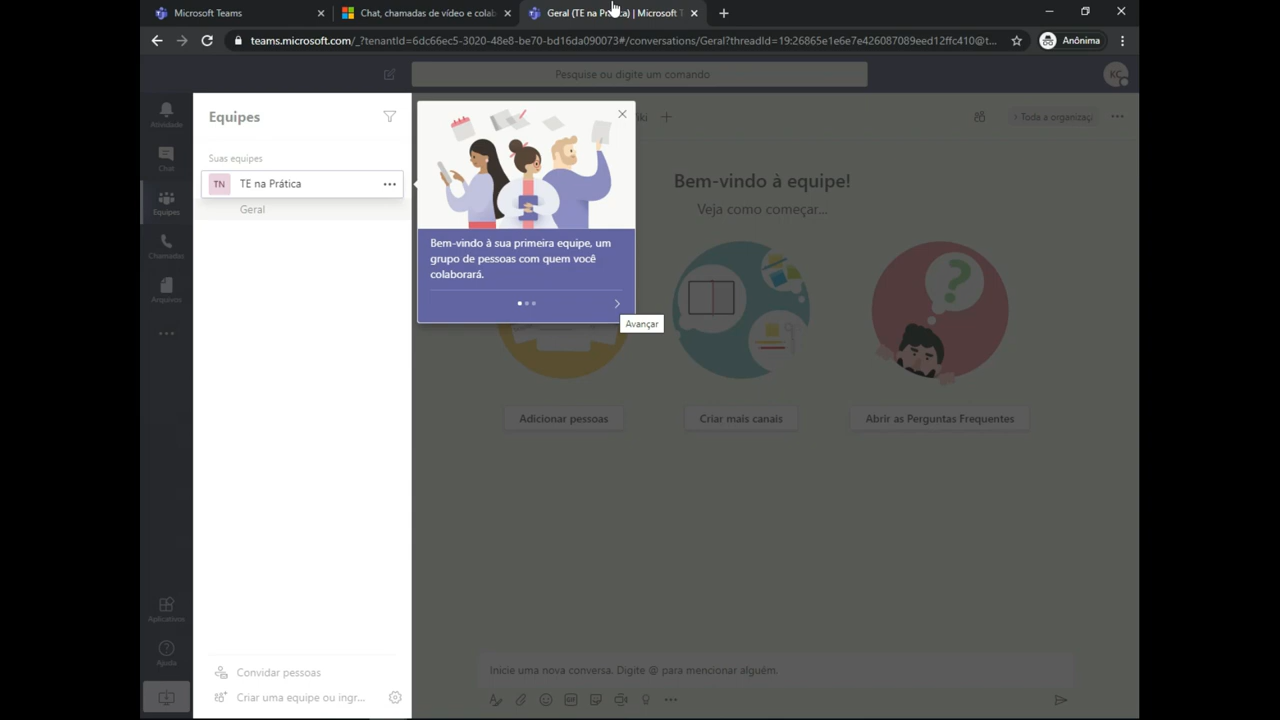 Microsoft Teams
Chat, chamadas de vídeo e colab
Geral (TE na Prática) | Microsoft T
teams.microsoft.com/_?tenantId=6dc66ec5-3020-48e8-be70-bd16da090073#/conversations/Geral?threadId=19:26865e1e6e7e426087089eed12ffc410@t...
Anônima
Pesquise ou digite um comando
KC
Atividade
Chat
Equipes
Chamadas
Arquivos
Aplicativos
Ajuda
Equipes
Suas equipes
TN TE na Prática
Geral
Convidar pessoas
Criar uma equipe ou ingr...
Bem-vindo à sua primeira equipe, um
grupo de pessoas com quem você
colaborará.
Avançar
Toda a organizaçã
Bem-vindo à equipe!
Veja como começar...
Adicionar pessoas
Criar mais canais
Abrir as Perguntas Frequentes
Inicie uma nova conversa. Digite @ para mencionar alguém.
GIF